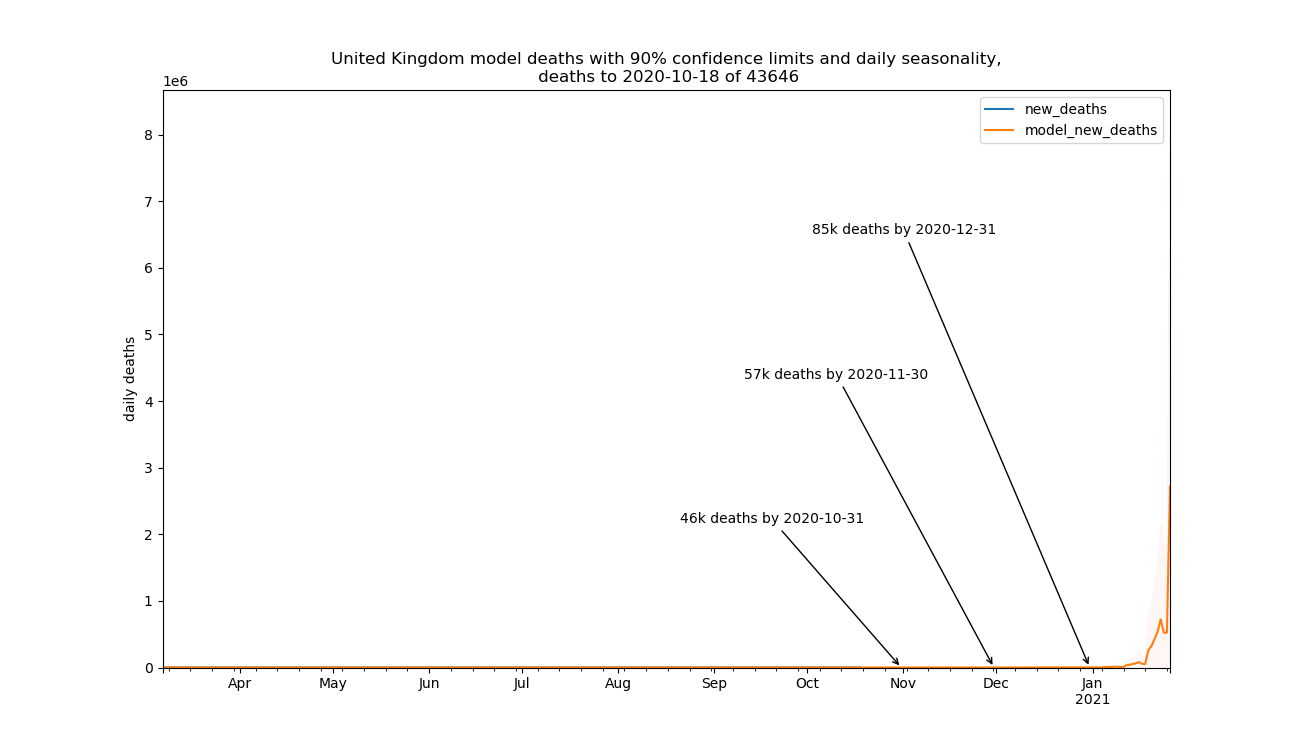 United Kingdom model deaths with 90% confidence limits and daily seasonality,
deaths to 2020-10-18 of 43646
1e6
new_deaths
model_new_deaths
8
7
6
5
4
3
2
1
0
daily deaths
85k deaths by 2020-12-31
57k deaths by 2020-11-30
46k deaths by 2020-10-31
Apr May Jun Jul Aug Sep Oct Nov Dec Jan
2021